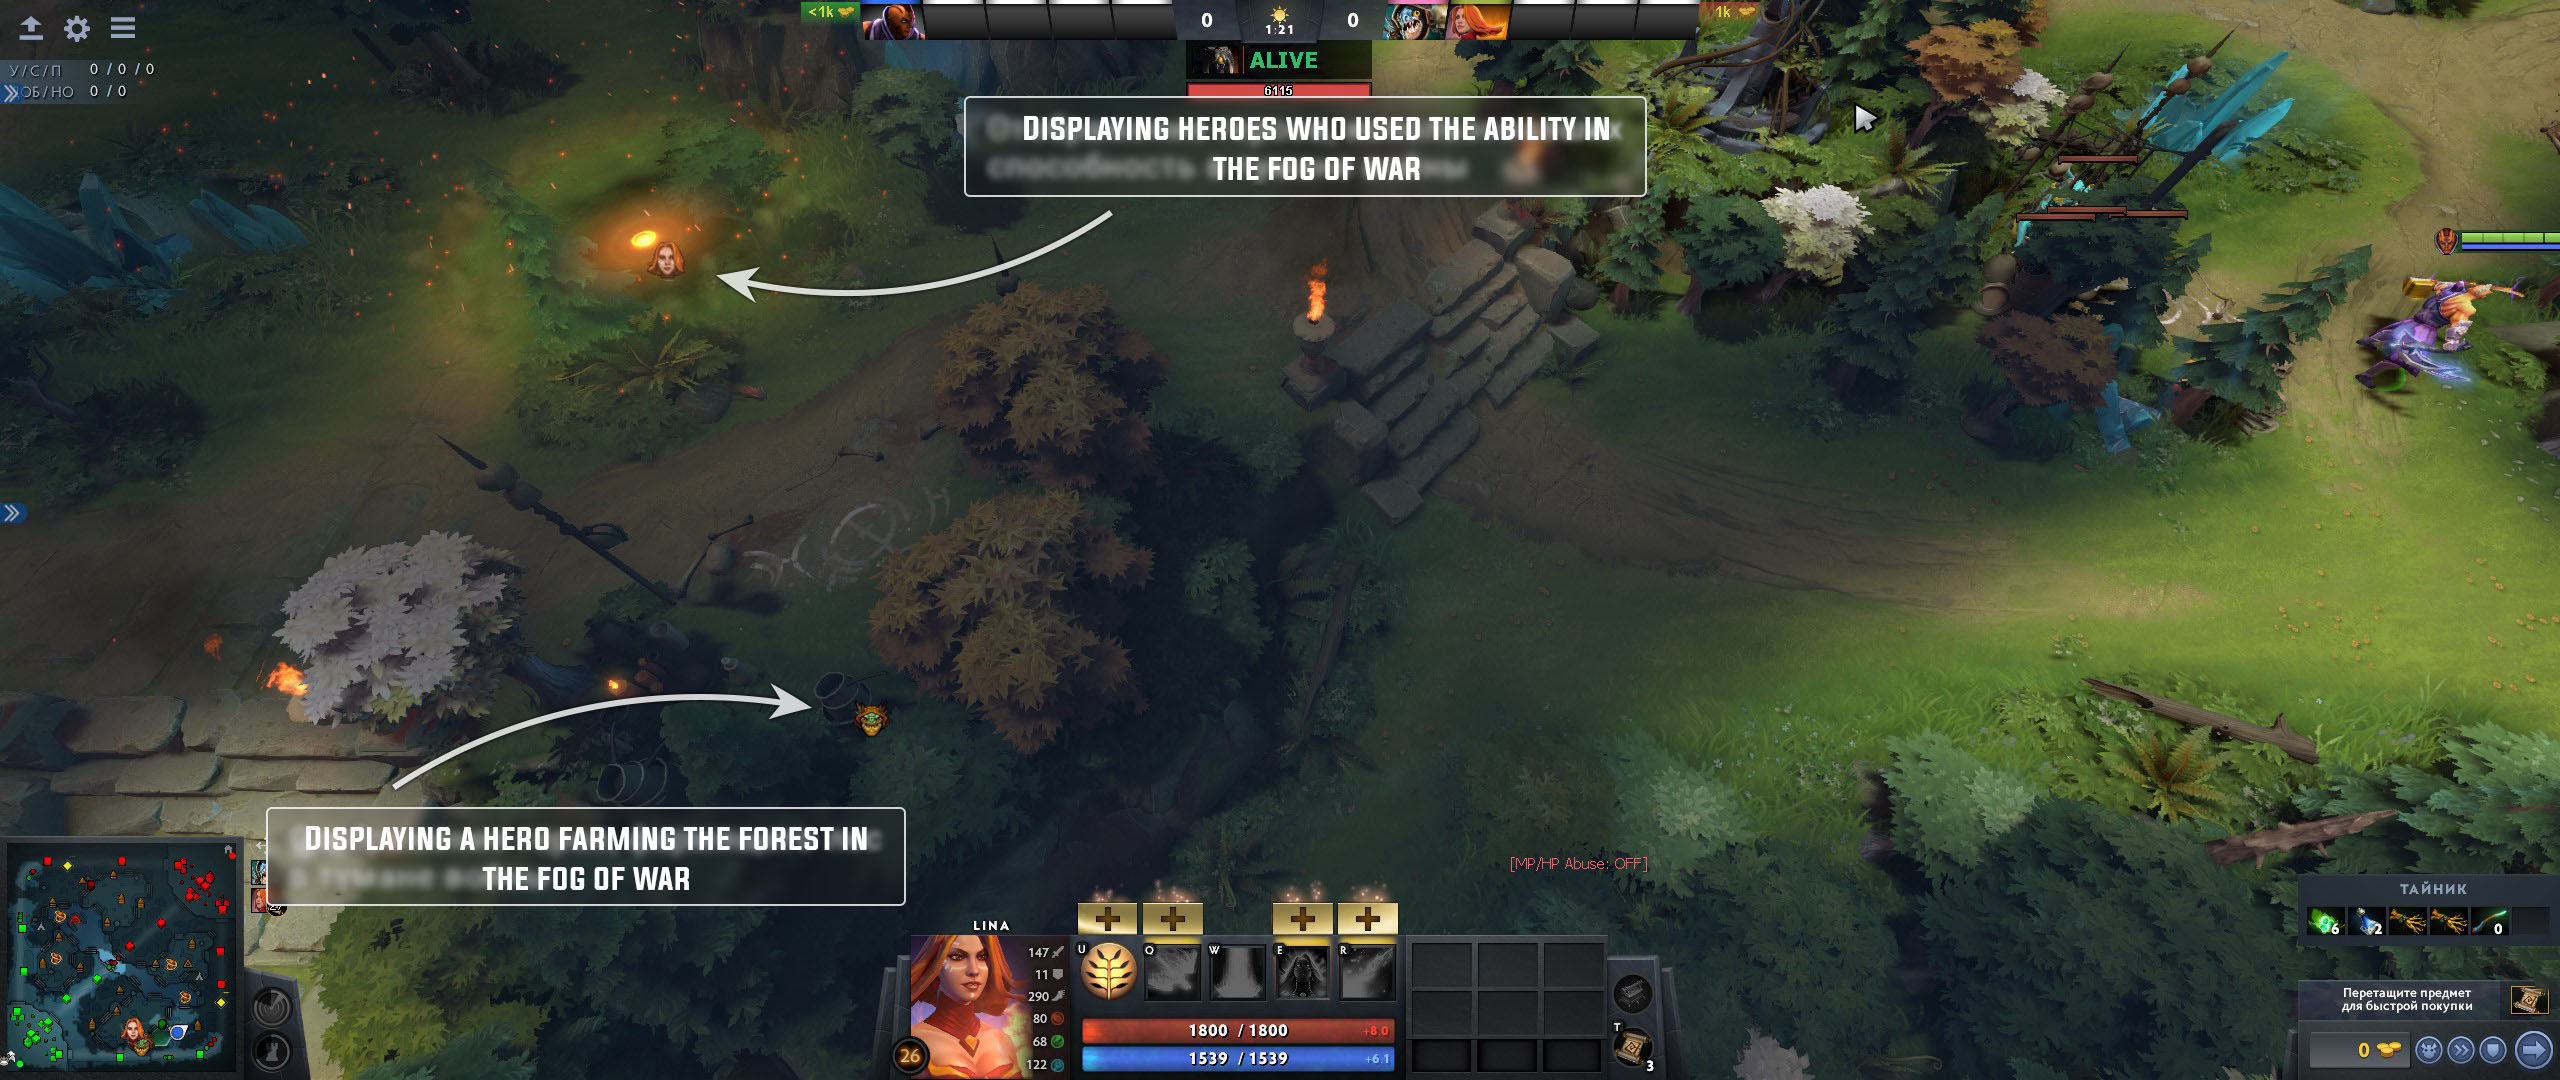 <1k
0
1:21
0
1k
У/С/П 0 / 0 / 0
ДОБ/НО 0 / 0
ALIVE
6115
DISPLAYING HEROES WHO USED THE ABILITY IN
THE FOG OF WAR
DISPLAYING A HERO FARMING THE FOREST IN
THE FOG OF WAR
[MP/HP Abuse: OFF]
LINA
147
11
290
80
68
122
26
U
Q
W
E
R
1800 / 1800 +8.0
1539 / 1539 +6.1
T
3
ТАЙНИК
6
2
0
Перетащите предмет
для быстрой покупки
0